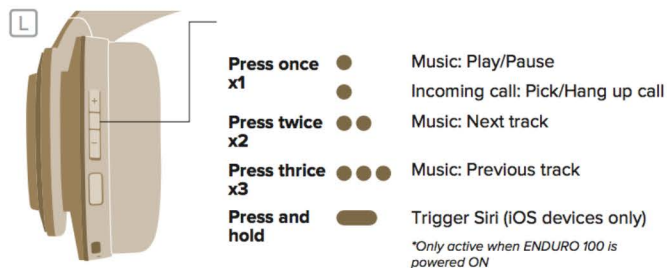 L
+
−
Press once
x1
Music: Play/Pause
Incoming call: Pick/Hang up call
Press twice
x2
Music: Next track
Press thrice
x3
Music: Previous track
Press and
hold
Trigger Siri (iOS devices only)
*Only active when ENDURO 100 is
powered ON